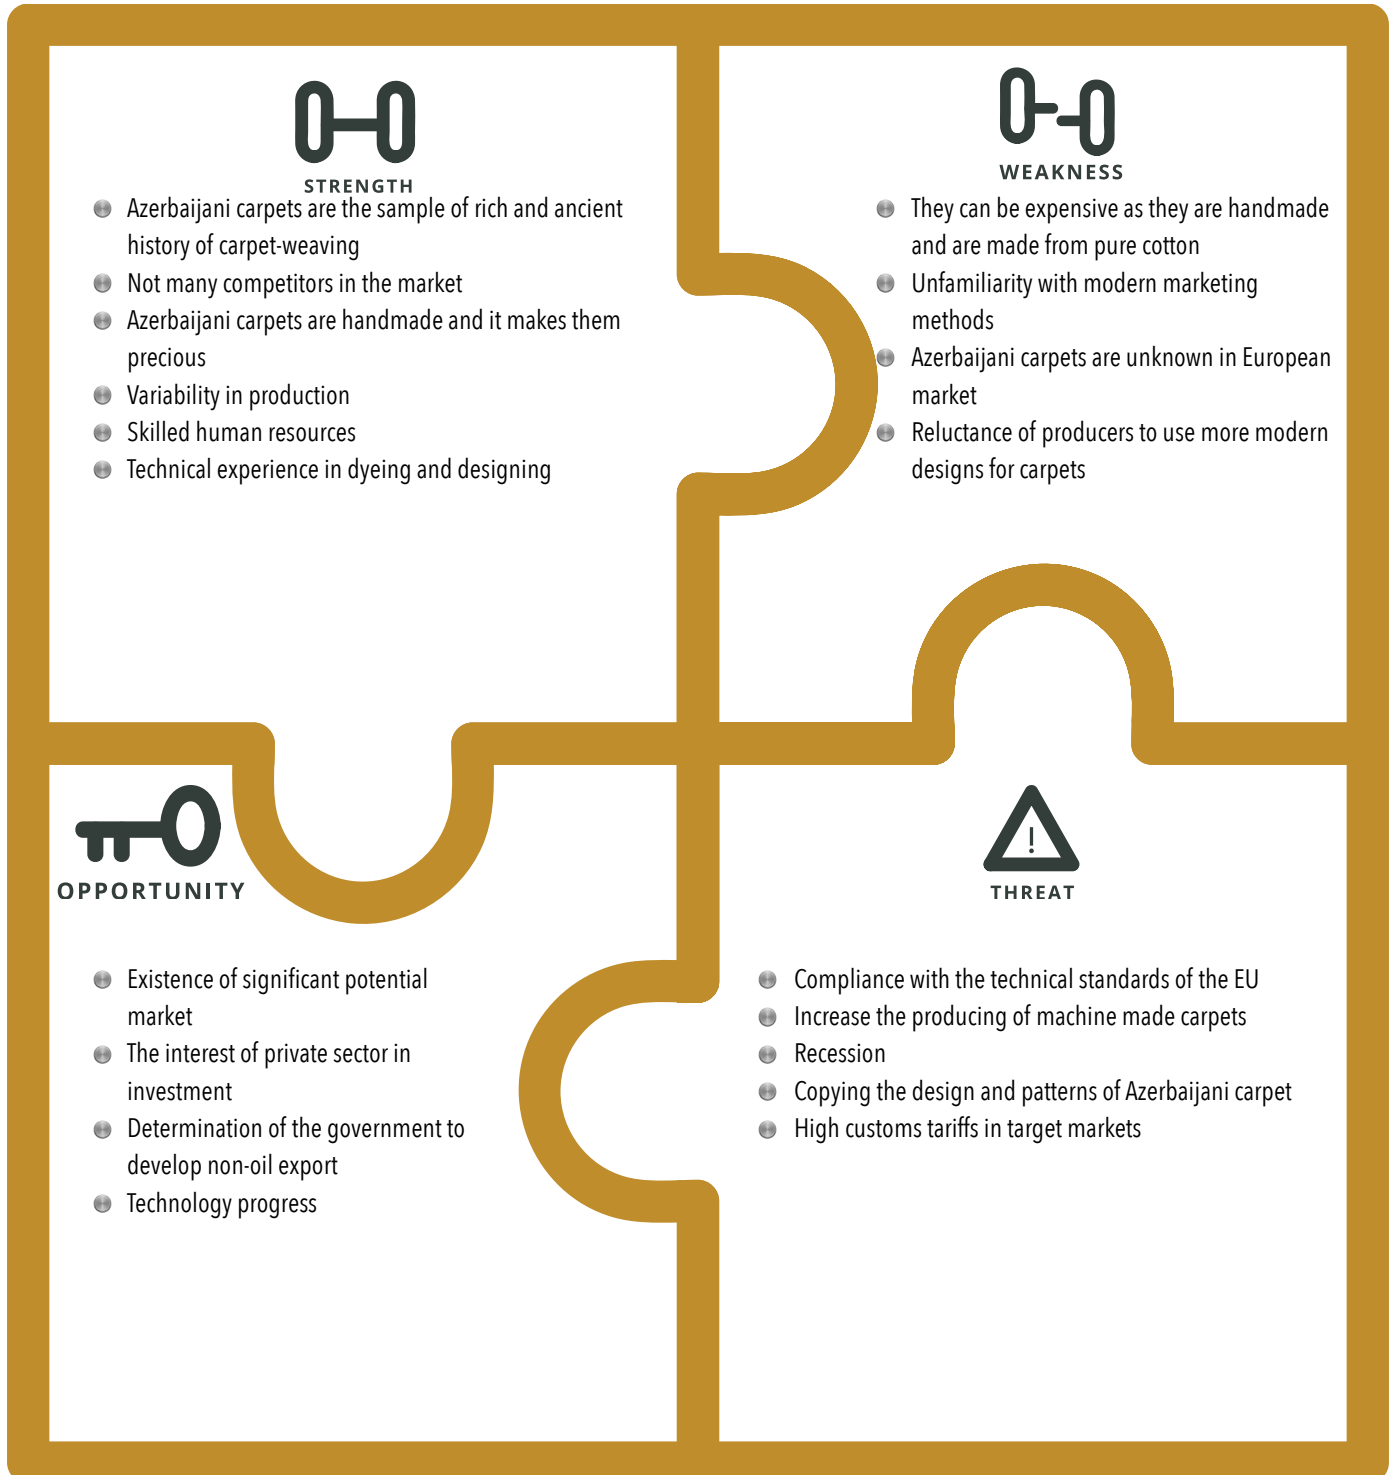 STRENGTH
Azerbaijani carpets are the sample of rich and ancient
history of carpet-weaving
Not many competitors in the market
Azerbaijani carpets are handmade and it makes them
precious
Variability in production
Skilled human resources
Technical experience in dyeing and designing
WEAKNESS
They can be expensive as they are handmade
and are made from pure cotton
Unfamiliarity with modern marketing
methods
Azerbaijani carpets are unknown in European
market
Reluctance of producers to use more modern
designs for carpets
OPPORTUNITY
Existence of significant potential
market
The interest of private sector in
investment
Determination of the government to
develop non-oil export
Technology progress
THREAT
Compliance with the technical standards of the EU
Increase the producing of machine made carpets
Recession
Copying the design and patterns of Azerbaijani carpet
High customs tariffs in target markets